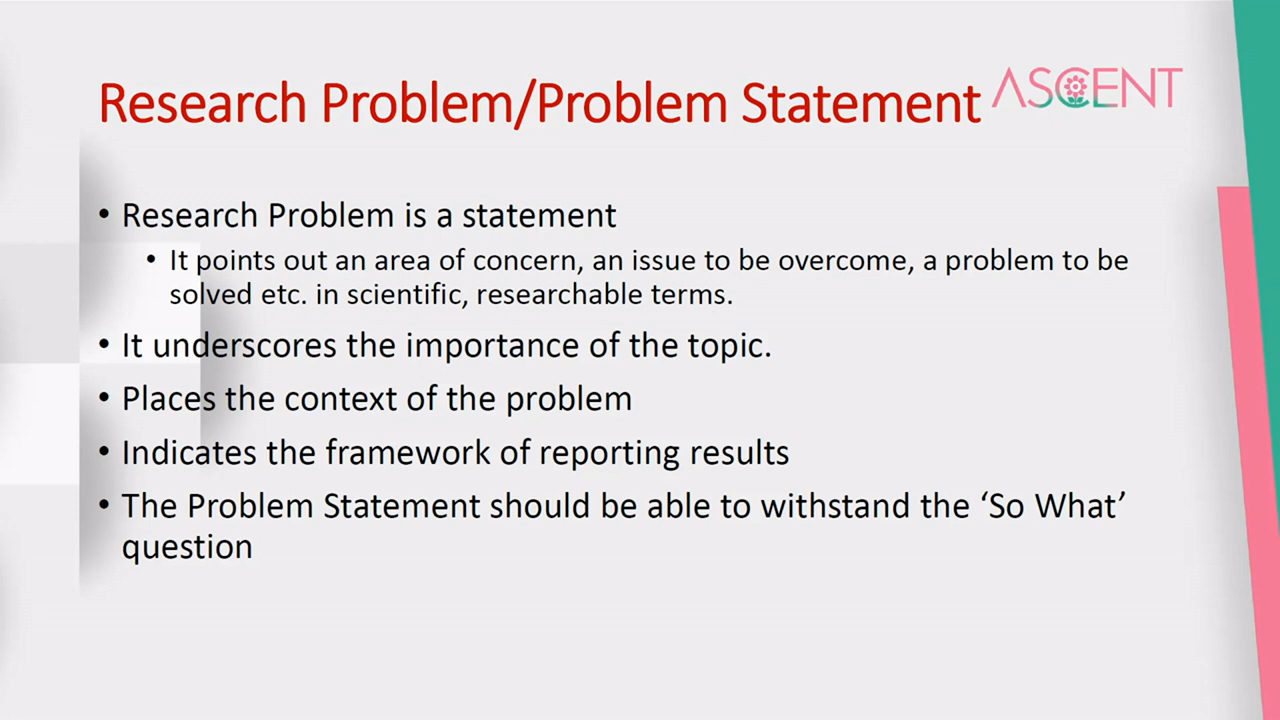 Research Problem/Problem Statement
ASCENT
• Research Problem is a statement
• It points out an area of concern, an issue to be overcome, a problem to be
solved etc. in scientific, researchable terms.
• It underscores the importance of the topic.
• Places the context of the problem
• Indicates the framework of reporting results
• The Problem Statement should be able to withstand the ‘So What’
question